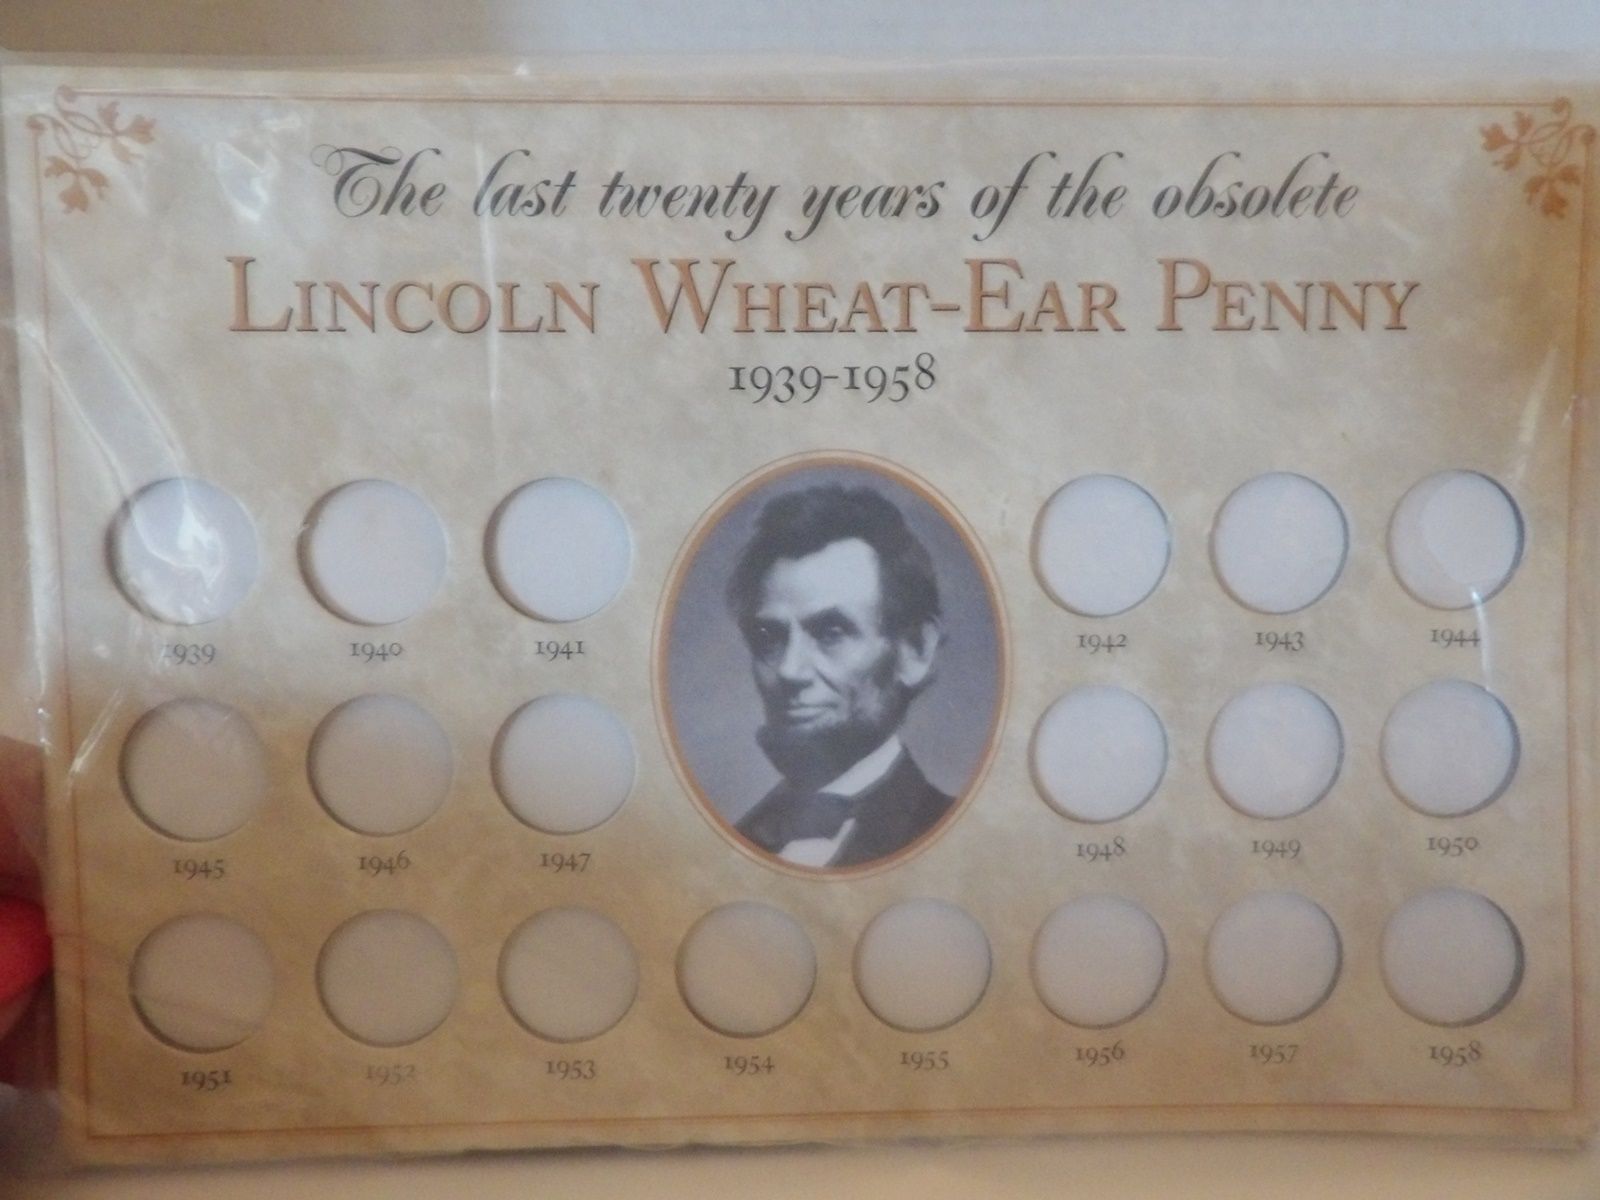 The last twenty years of the obsolete
LINCOLN WHEAT-EAR PENNY
1939-1958
1939 1940 1941 1942 1943 1944
1945 1946 1947 1948 1949 1950
1951 1952 1953 1954 1955 1956 1957 1958